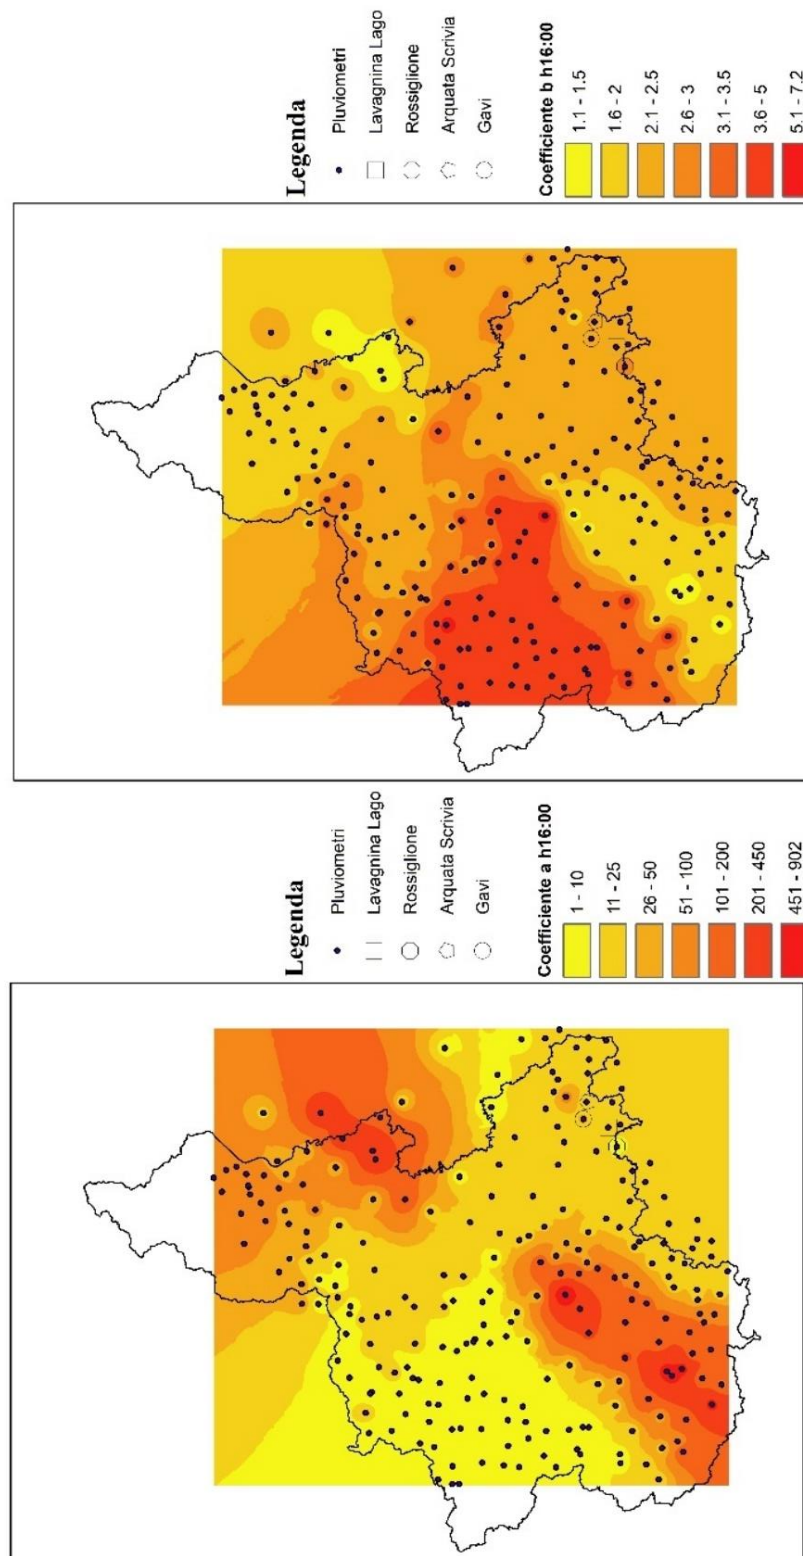 Legenda
Pluviometri
Lavagnina Lago
Rossiglione
Arquata Scrivia
Gavi
Coefficiente b h16:00
1.1 - 1.5
1.6 - 2
2.1 - 2.5
2.6 - 3
3.1 - 3.5
3.6 - 5
5.1 - 7.2
Legenda
Pluviometri
Lavagnina Lago
Rossiglione
Arquata Scrivia
Gavi
Coefficiente a h16:00
1 - 10
11 - 25
26 - 50
51 - 100
101 - 200
201 - 450
451 - 902